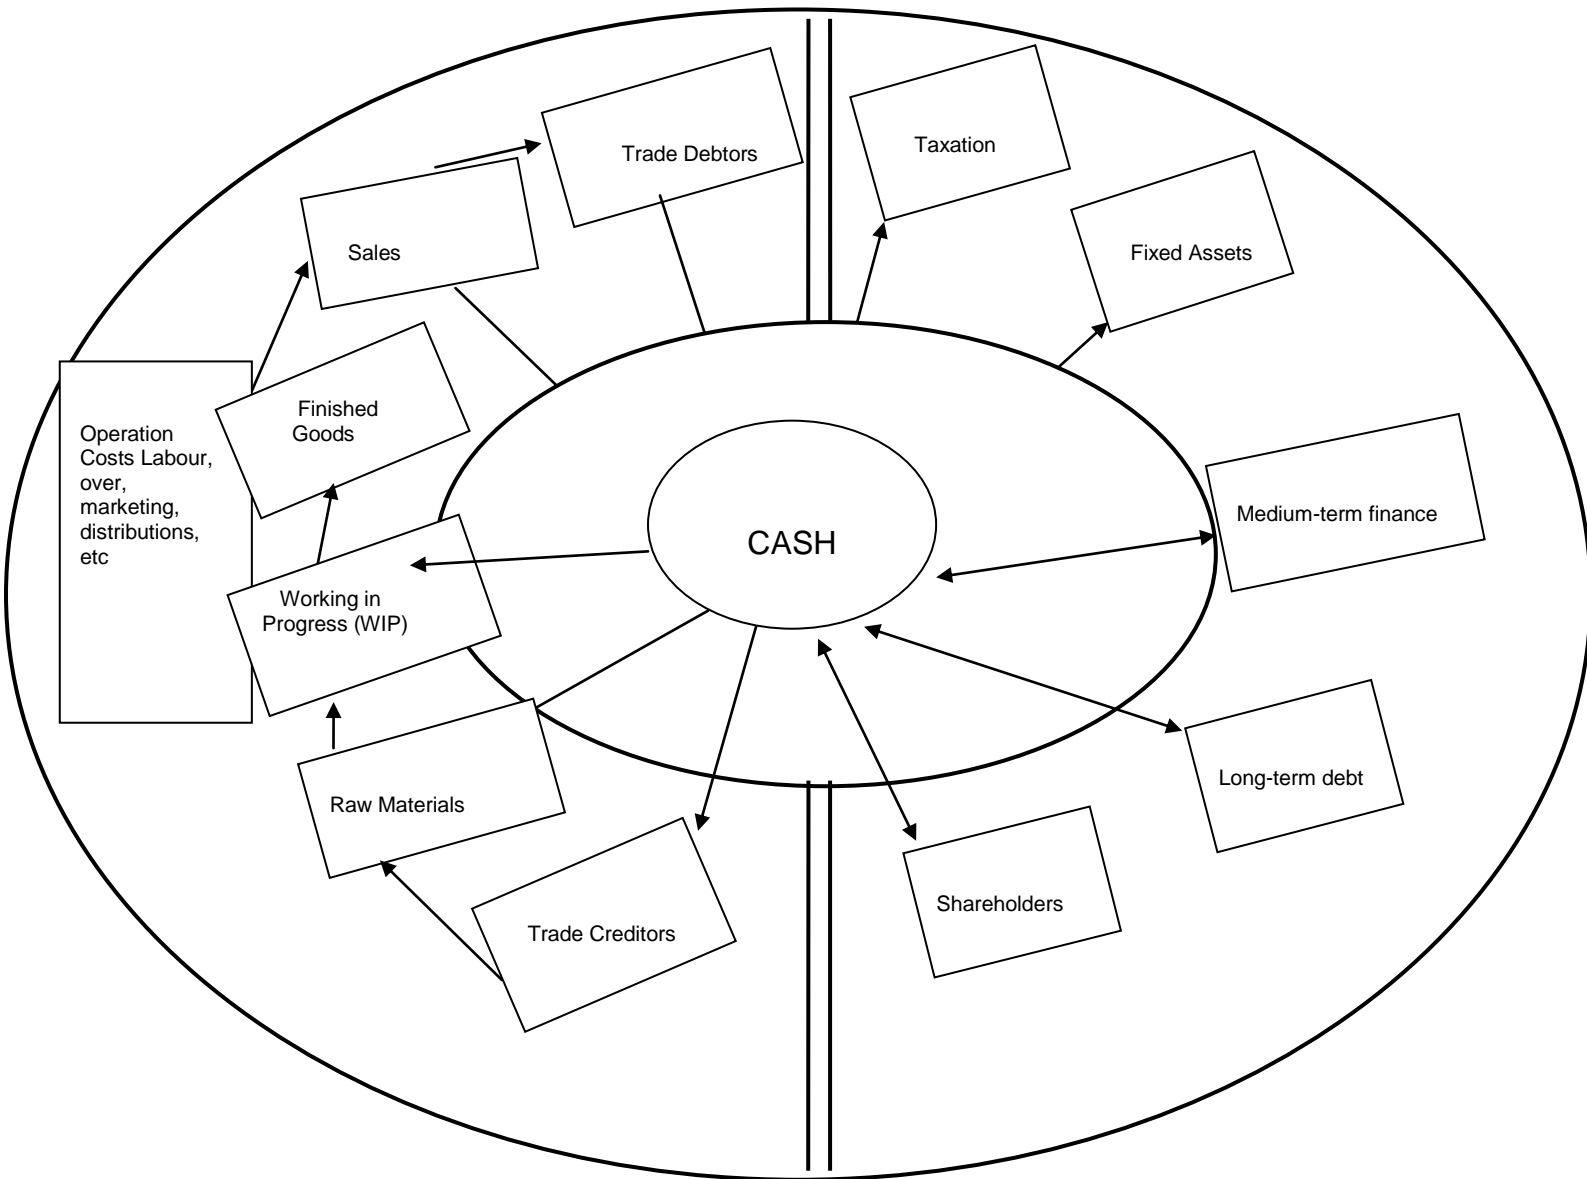 Trade Debtors
Taxation
Sales
Fixed Assets
Finished
Goods
Operation
Costs Labour,
over,
marketing,
distributions,
etc
Medium-term finance
CASH
Working in
Progress (WIP)
Long-term debt
Raw Materials
Shareholders
Trade Creditors